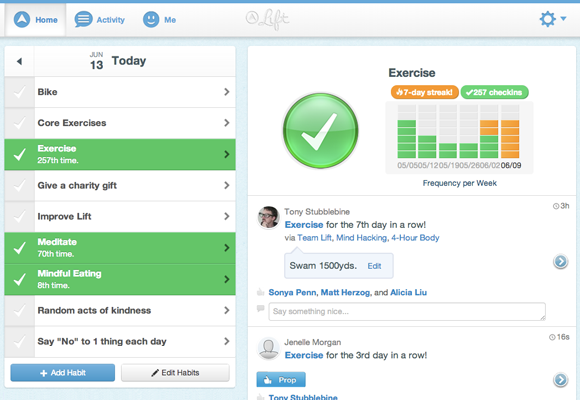 Home
Activity
Me
Lift
JUN
13
Today
Bike
Core Exercises
Exercise
257th time.
Give a charity gift
Improve Lift
Meditate
70th time.
Mindful Eating
8th time.
Random acts of kindness
Say "No" to 1 thing each day
Add Habit
Edit Habits
Exercise
7-day streak!
257 checkins
05/05 05/12 05/19 05/26 06/02 06/09
Frequency per Week
Tony Stubblebine
3h
Exercise for the 7th day in a row!
via Team Lift, Mind Hacking, 4-Hour Body
Swam 1500yds. Edit
Sonya Penn, Matt Herzog, and Alicia Liu
Say something nice...
Jenelle Morgan
16s
Exercise for the 3rd day in a row!
Prop
Tony Stubblebine